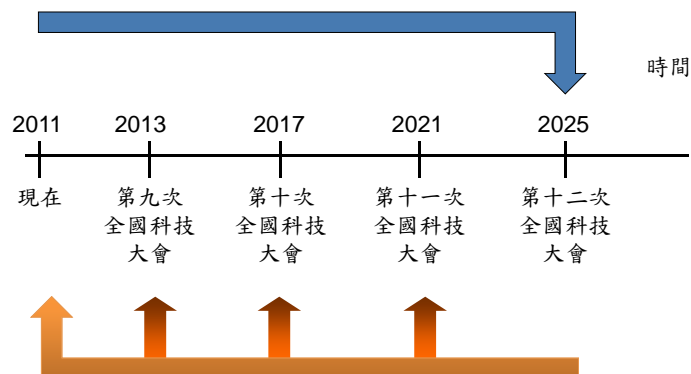 時間
2011
2013
2017
2021
2025
現在
第九次
全國科技
大會
第十次
全國科技
大會
第十一次
全國科技
大會
第十二次
全國科技
大會